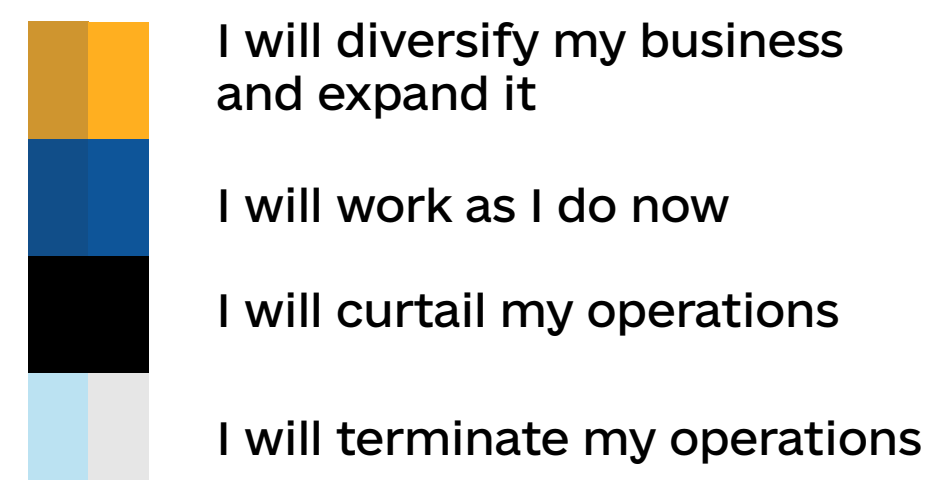 I will diversify my business
and expand it
I will work as I do now
I will curtail my operations
I will terminate my operations